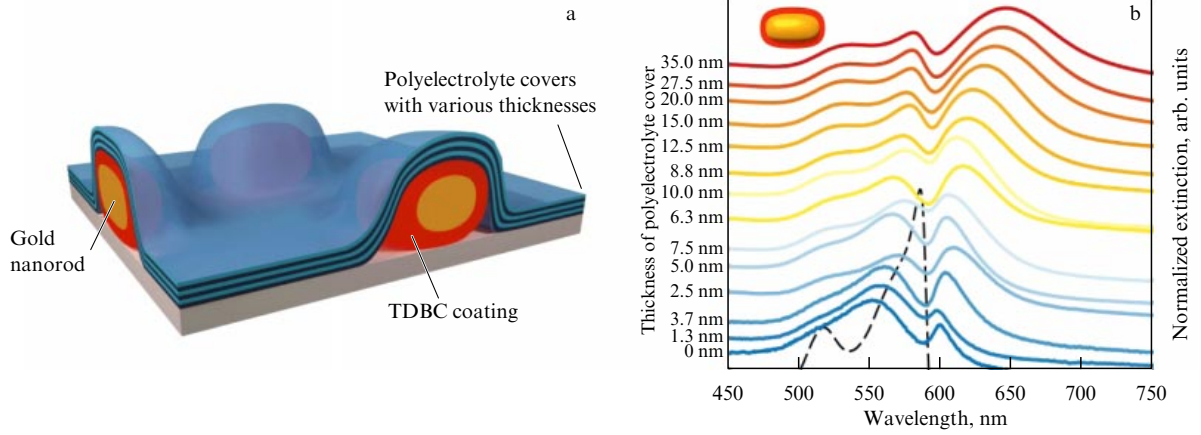 a
Polyelectrolyte covers
with various thicknesses
Gold
nanorod
TDBC coating
b
Thickness of polyelectrolyte cover
35.0 nm
27.5 nm
20.0 nm
15.0 nm
12.5 nm
8.8 nm
10.0 nm
6.3 nm
7.5 nm
5.0 nm
2.5 nm
3.7 nm
1.3 nm
0 nm
450 500 550 600 650 700 750
Wavelength, nm
Normalized extinction, arb. units